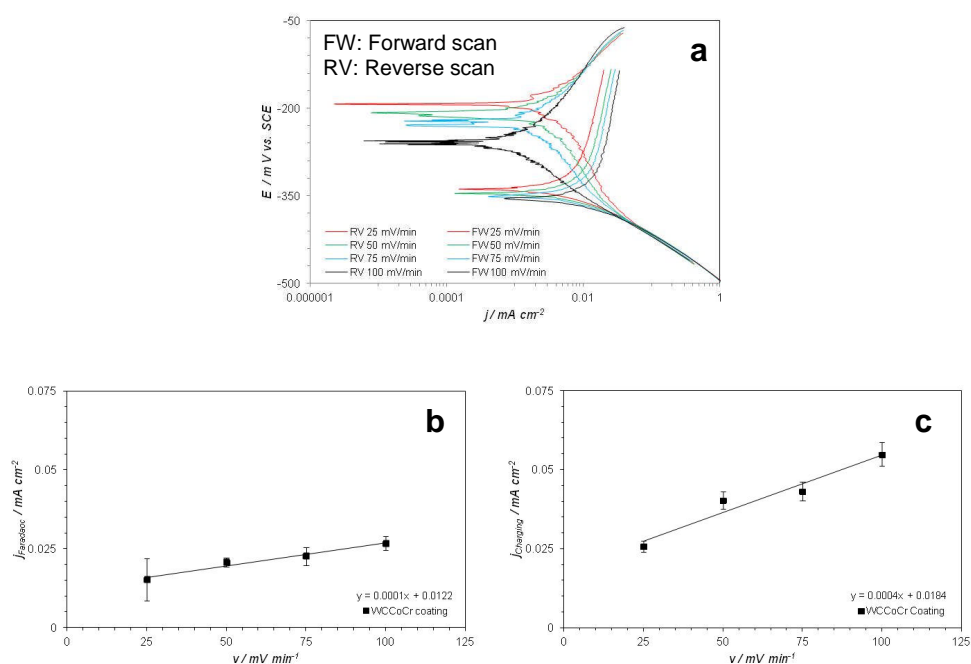 -50
FW: Forward scan
RV: Reverse scan
a
-200
E / m V vs. SCE
-350
RV 25 mV/min FW 25 mV/min
RV 50 mV/min FW 50 mV/min
RV 75 mV/min FW 75 mV/min
RV 100 mV/min FW 100 mV/min
-500
0.000001 0.0001 0.01 1
j / mA cm-2
0.075
b
0.05
jFaradaoc / mA cm-2
0.025
y = 0.0001x + 0.0122
WCCoCr coating
0
0 25 50 75 100 125
v / mV min-1
0.075
c
0.05
jCharging / mA cm-2
0.025
y = 0.0004x + 0.0184
WCCoCr Coating
0
0 25 50 75 100 125
v / mV min-1